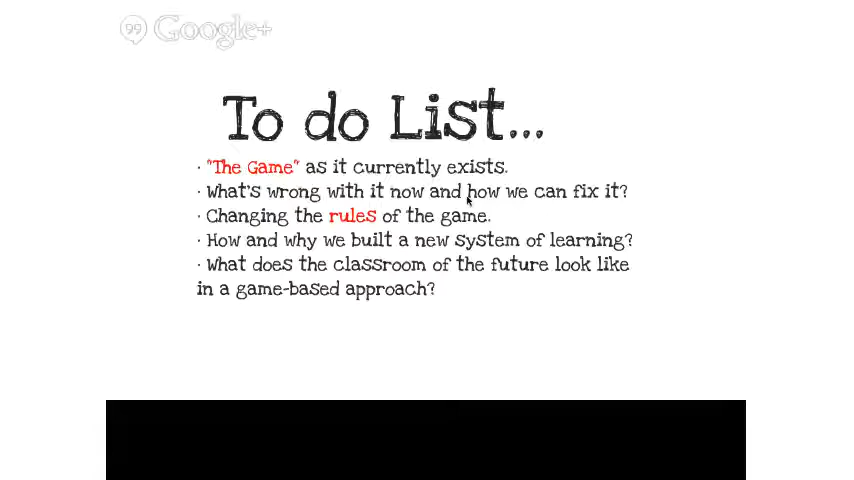 99 Google+
To do List...
· "The Game" as it currently exists.
· What's wrong with it now and how we can fix it?
· Changing the rules of the game.
· How and why we built a new system of learning?
· What does the classroom of the future look like
in a game-based approach?